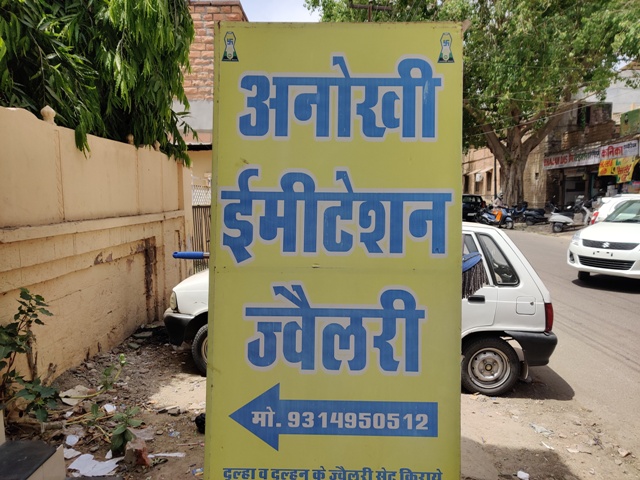 अनोखी
ईमीटेशन
ज्वैलरी
मो. 9314950512
दुल्हा व दुल्हन के ज्वैलरी सेट किराये